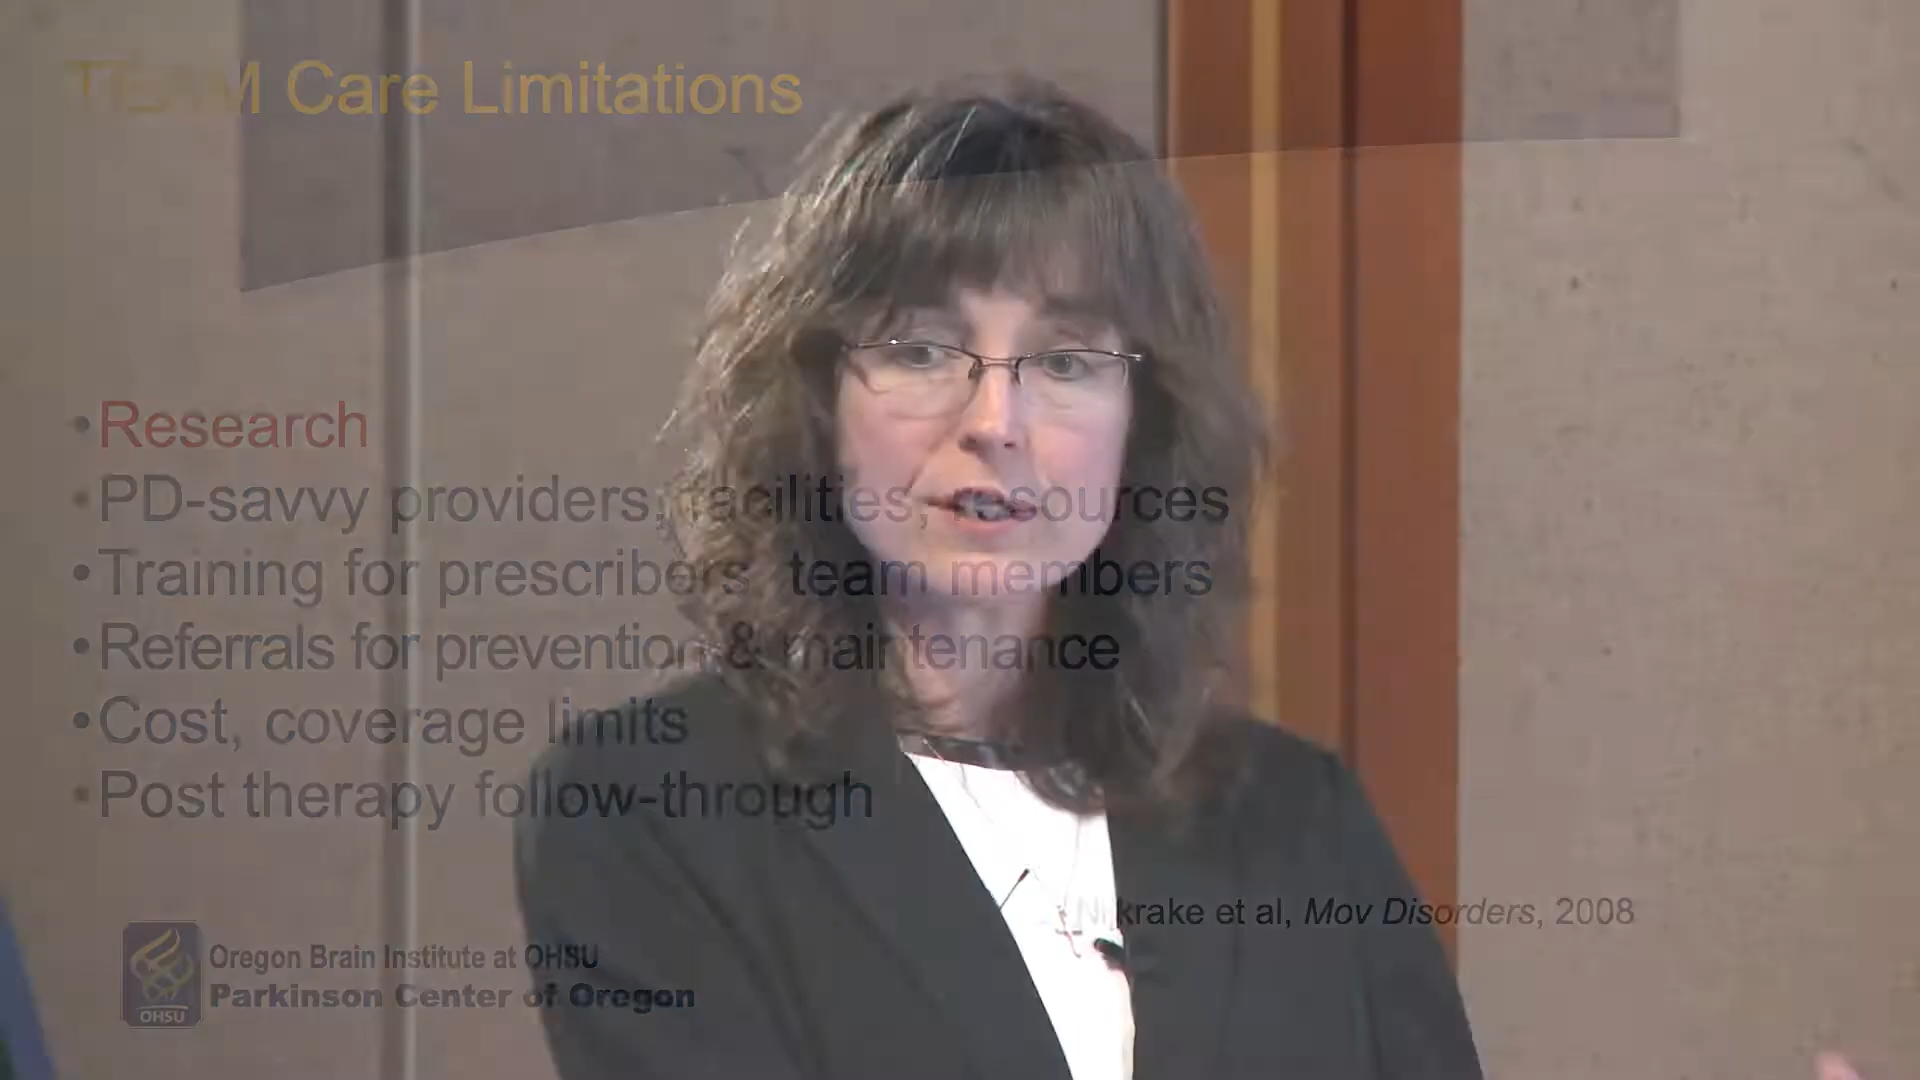 TEAM Care Limitations
•Research
•PD-savvy providers, facilities, resources
•Training for prescribers, team members
•Referrals for prevention & maintenance
•Cost, coverage limits
•Post therapy follow-through
et al, Mov Disorders, 2008
Oregon Brain Institute at OHSU
Parkinson Center of Oregon
OHSU